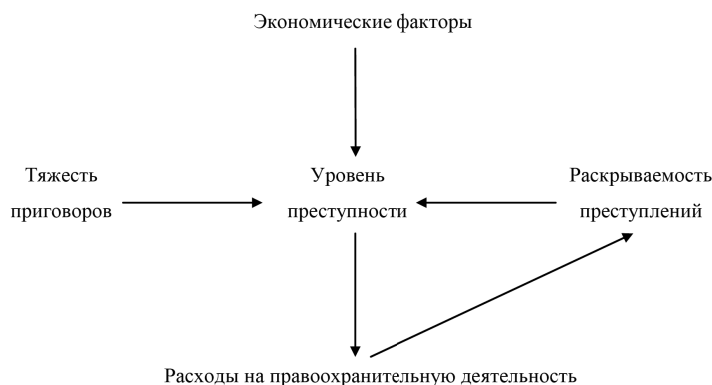 Экономические факторы
Тяжесть
приговоров
Уровень
преступности
Раскрываемость
преступлений
Расходы на правоохранительную деятельность